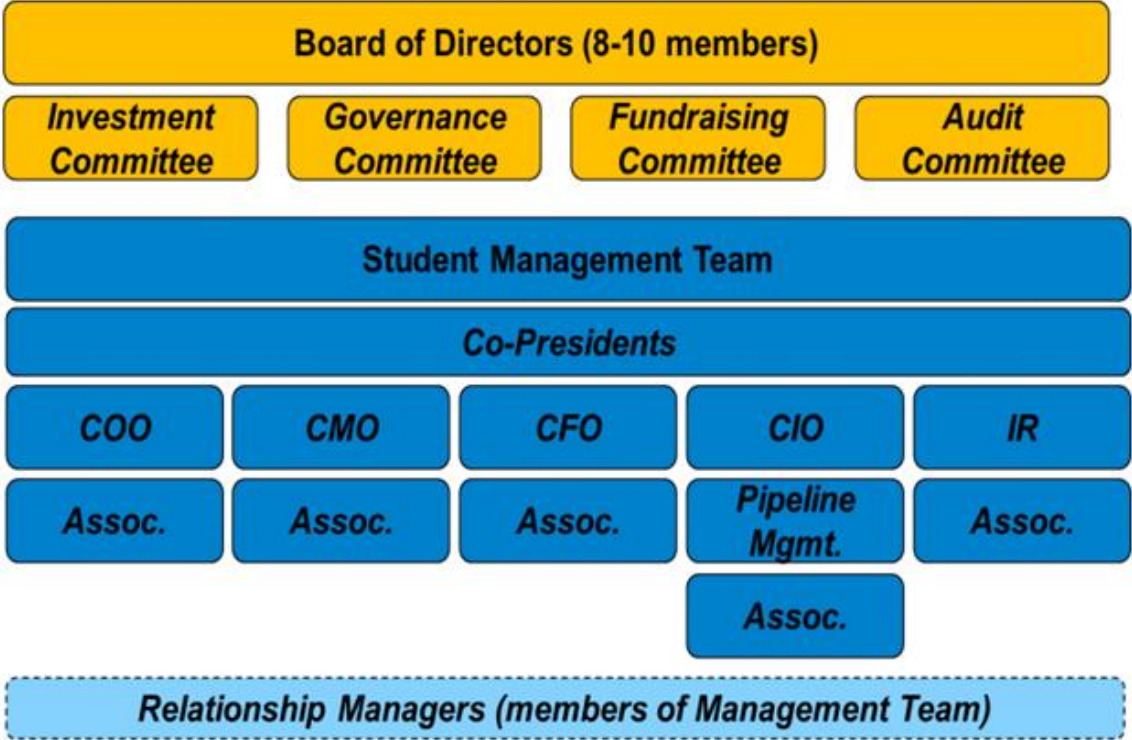 Board of Directors (8-10 members)
Investment
Committee
Governance
Committee
Fundraising
Committee
Audit
Committee
Student Management Team
Co-Presidents
COO
CMO
CFO
CIO
IR
Assoc.
Assoc.
Assoc.
Pipeline
Mgmt.
Assoc.
Assoc.
Relationship Managers (members of Management Team)